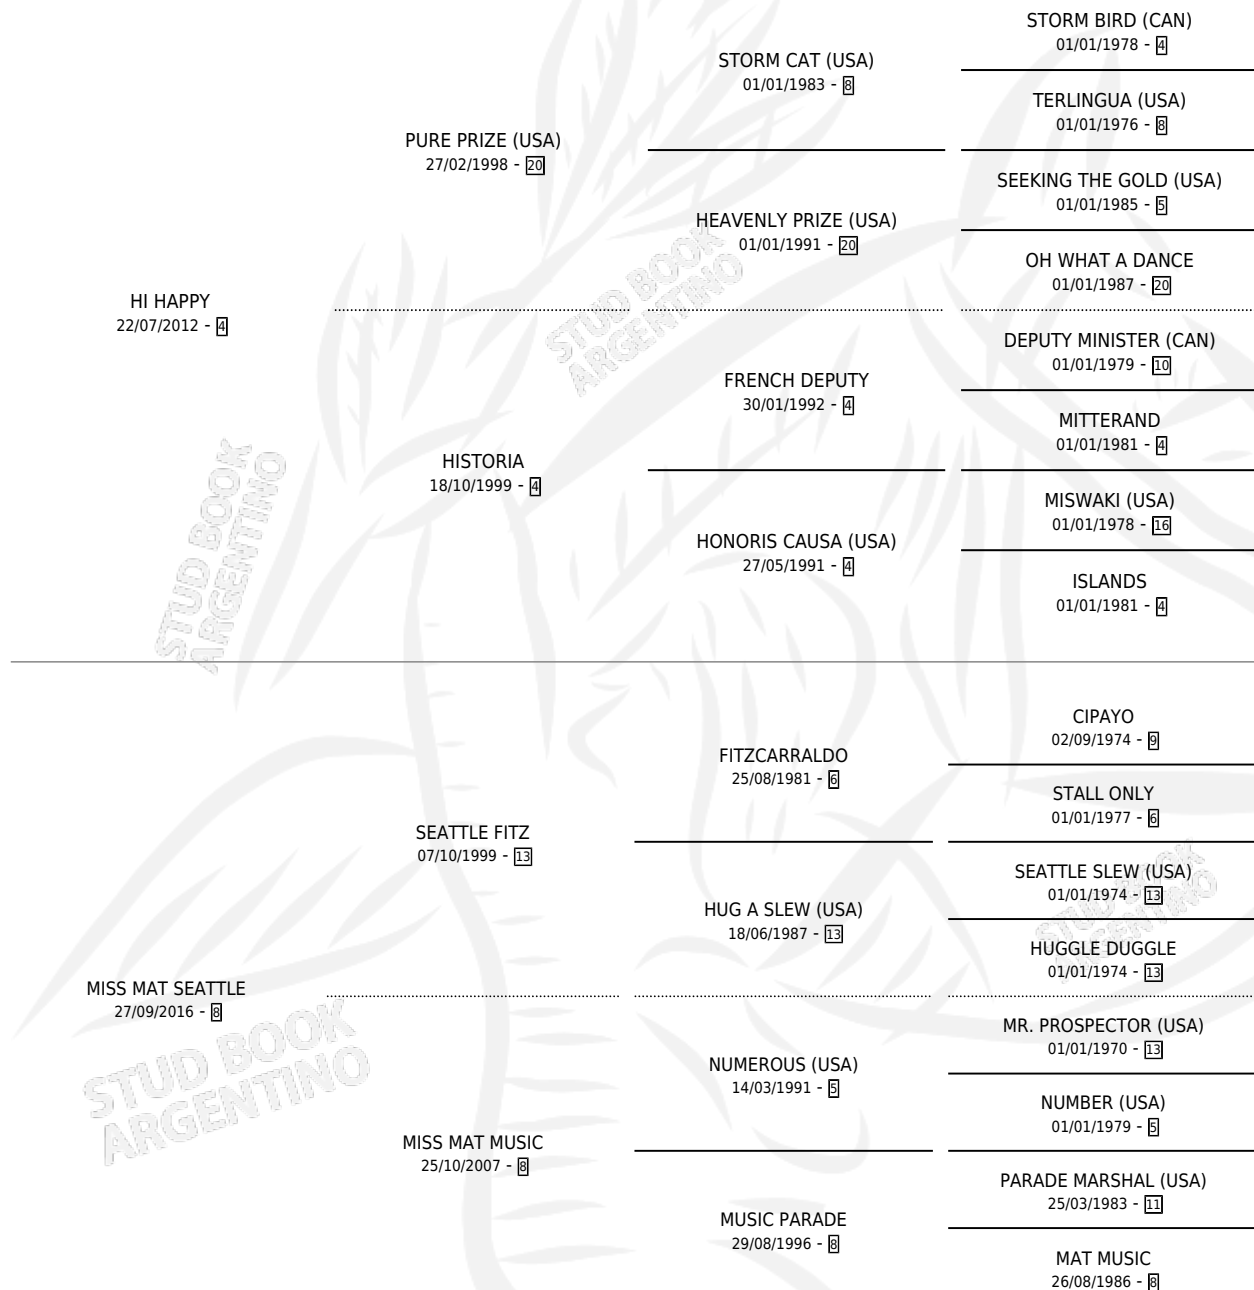 STORM BIRD (CAN)
01/01/1978 - 4
STORM CAT (USA)
01/01/1983 - 8
TERLINGUA (USA)
01/01/1976 - 8
PURE PRIZE (USA)
27/02/1998 - 20
SEEKING THE GOLD (USA)
01/01/1985 - 5
HEAVENLY PRIZE (USA)
01/01/1991 - 20
OH WHAT A DANCE
01/01/1987 - 20
HI HAPPY
22/07/2012 - 4
DEPUTY MINISTER (CAN)
01/01/1979 - 10
FRENCH DEPUTY
30/01/1992 - 4
MITTERAND
01/01/1981 - 4
HISTORIA
18/10/1999 - 4
MISWAKI (USA)
01/01/1978 - 16
HONORIS CAUSA (USA)
27/05/1991 - 4
ISLANDS
01/01/1981 - 4
CIPAYO
02/09/1974 - 9
FITZCARRALDO
25/08/1981 - 6
STALL ONLY
01/01/1977 - 6
SEATTLE FITZ
07/10/1999 - 13
SEATTLE SLEW (USA)
01/01/1974 - 13
HUG A SLEW (USA)
18/06/1987 - 13
HUGGLE DUGGLE
01/01/1974 - 13
MISS MAT SEATTLE
27/09/2016 - 8
MR. PROSPECTOR (USA)
01/01/1970 - 13
NUMEROUS (USA)
14/03/1991 - 5
NUMBER (USA)
01/01/1979 - 5
MISS MAT MUSIC
25/10/2007 - 8
PARADE MARSHAL (USA)
25/03/1983 - 11
MUSIC PARADE
29/08/1996 - 8
MAT MUSIC
26/08/1986 - 8
STUD BOOK
ARGENTINO
STUD BOOK
ARGENTINO
STUD BOOK
ARGENTINO
STUD BOOK
ARGENTINO